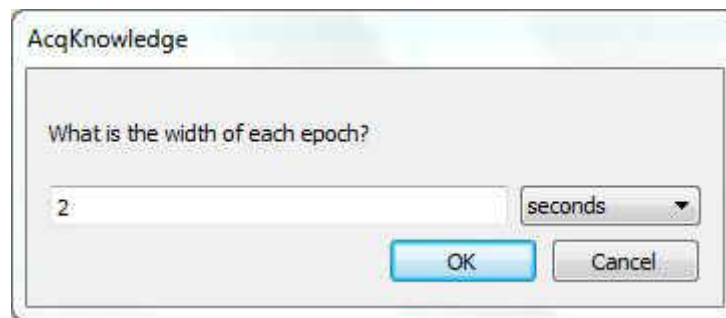 AcqKnowledge
What is the width of each epoch?
2 seconds
OK Cancel